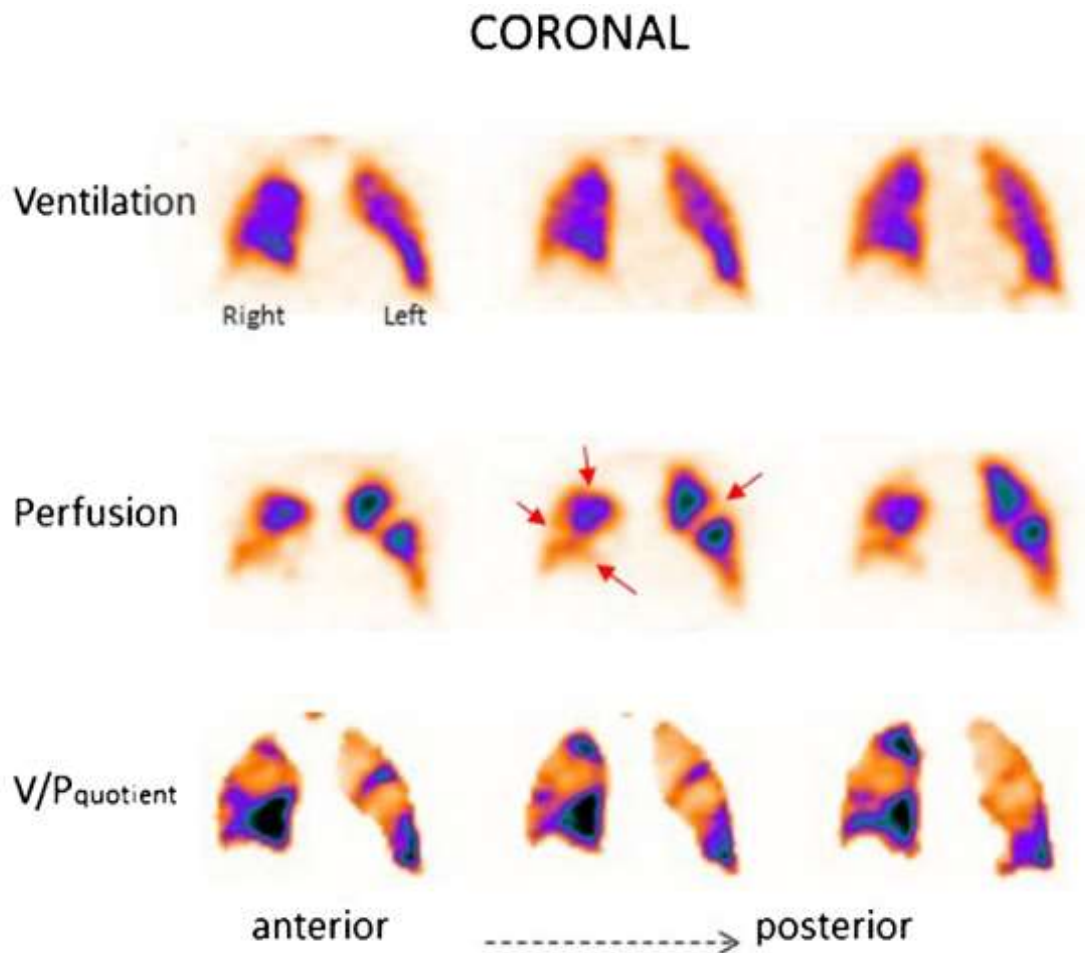 CORONAL
Ventilation
Right Left
Perfusion
V/Pquotient
anterior posterior